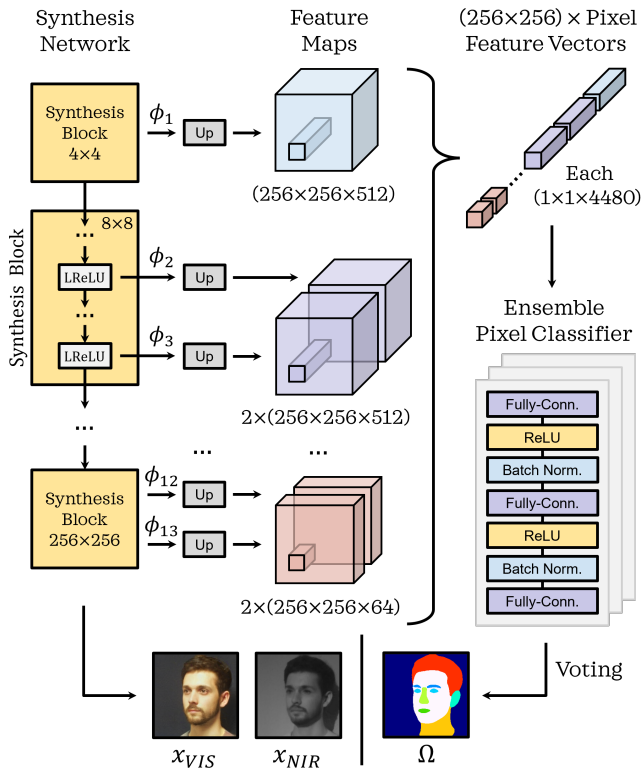 Synthesis
Network
Feature
Maps
(256×256) × Pixel
Feature Vectors
Synthesis
Block
4×4
ϕ1
Up
(256×256×512)
Each
(1×1×4480)
Synthesis Block
8×8
...
LReLU
ϕ2
Up
...
LReLU
ϕ3
Up
2×(256×256×512)
...
...
...
Synthesis
Block
256×256
ϕ12
Up
ϕ13
Up
2×(256×256×64)
...
Ensemble
Pixel Classifier
Fully-Conn.
ReLU
Batch Norm.
Fully-Conn.
ReLU
Batch Norm.
Fully-Conn.
Voting
xVIS
xNIR
Ω